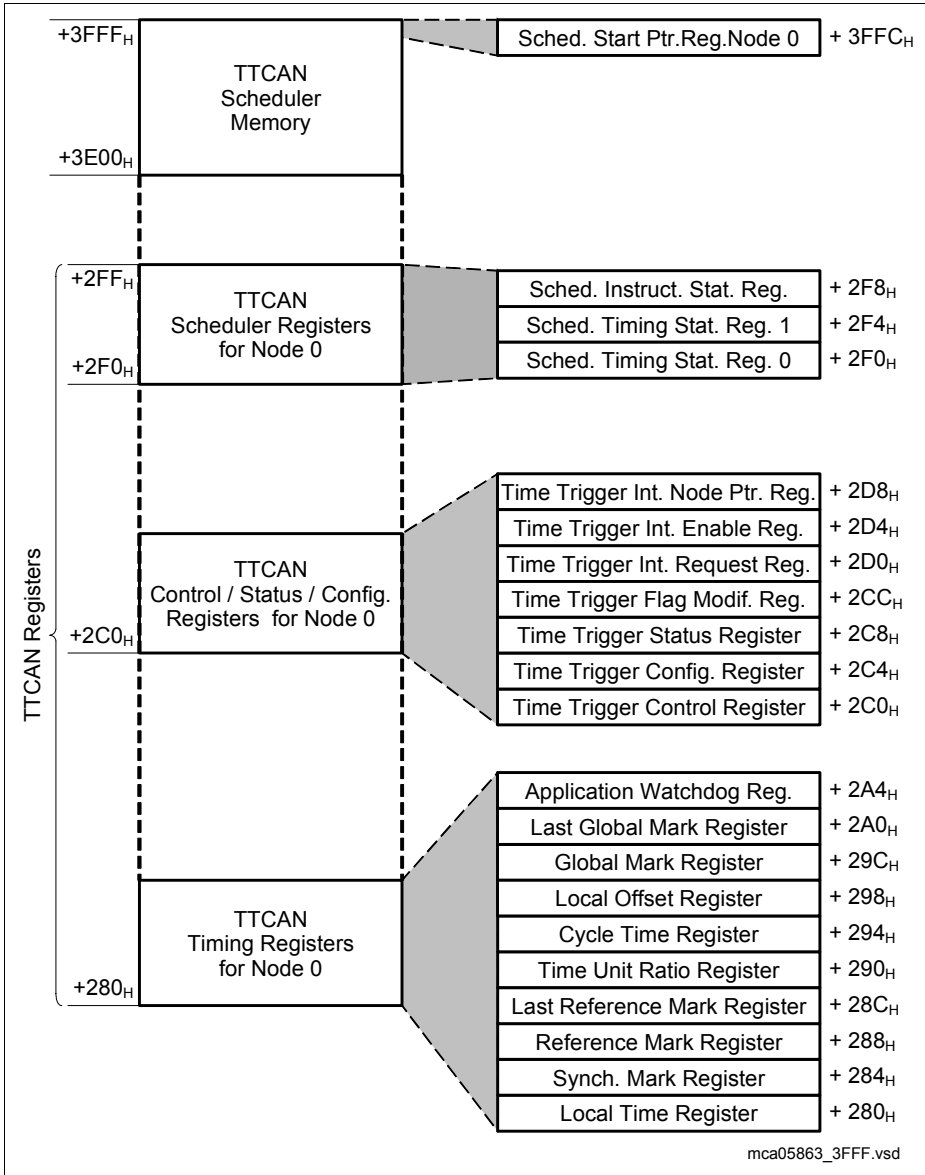 +3FFFH
TTCAN
Scheduler
Memory
+3E00H
Sched. Start Ptr.Reg.Node 0 + 3FFCH
TTCAN Registers
+2FFH
TTCAN
Scheduler Registers
for Node 0
+2F0H
Sched. Instruct. Stat. Reg. + 2F8H
Sched. Timing Stat. Reg. 1 + 2F4H
Sched. Timing Stat. Reg. 0 + 2F0H
TTCAN
Control / Status / Config.
Registers for Node 0
+2C0H
Time Trigger Int. Node Ptr. Reg. + 2D8H
Time Trigger Int. Enable Reg. + 2D4H
Time Trigger Int. Request Reg. + 2D0H
Time Trigger Flag Modif. Reg. + 2CCH
Time Trigger Status Register + 2C8H
Time Trigger Config. Register + 2C4H
Time Trigger Control Register + 2C0H
TTCAN
Timing Registers
for Node 0
+280H
Application Watchdog Reg. + 2A4H
Last Global Mark Register + 2A0H
Global Mark Register + 29CH
Local Offset Register + 298H
Cycle Time Register + 294H
Time Unit Ratio Register + 290H
Last Reference Mark Register + 28CH
Reference Mark Register + 288H
Synch. Mark Register + 284H
Local Time Register + 280H
mca05863_3FFF.vsd